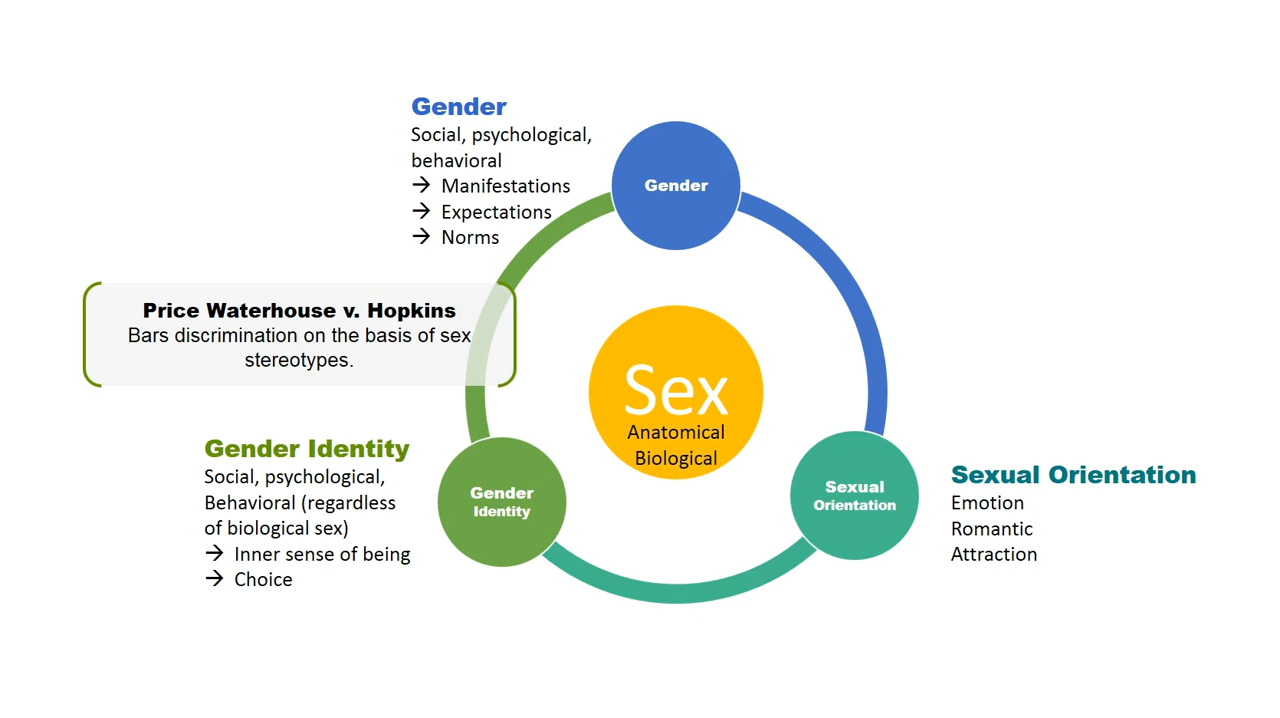 Gender
Social, psychological,
behavioral
→ Manifestations
→ Expectations
→ Norms
Gender
Price Waterhouse v. Hopkins
Bars discrimination on the basis of sex
stereotypes.
Sex
Anatomical
Biological
Gender Identity
Social, psychological,
Behavioral (regardless
of biological sex)
→ Inner sense of being
→ Choice
Gender
Identity
Sexual
Orientation
Sexual Orientation
Emotion
Romantic
Attraction